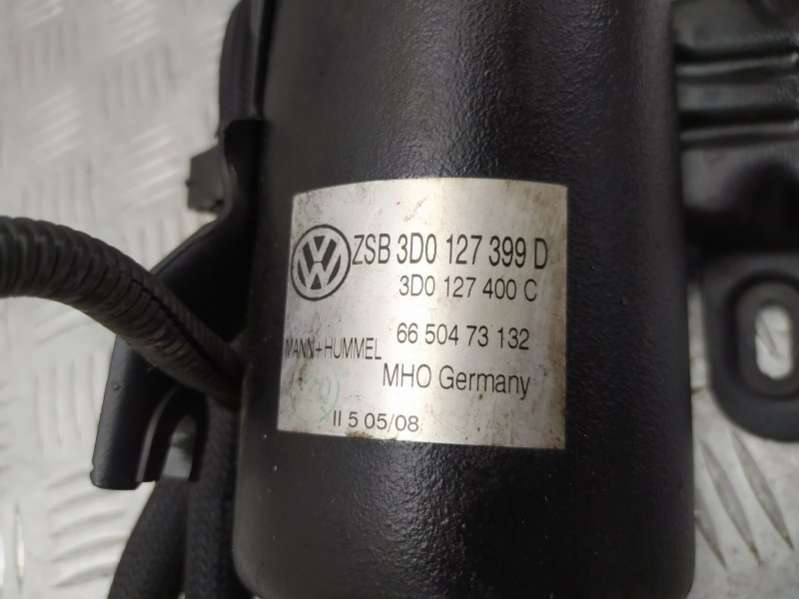 ZSB 3D0 127 399 D
3D0 127 400 C
66 504 73 132
MANN+HUMMEL
MHO Germany
II 5 05/08